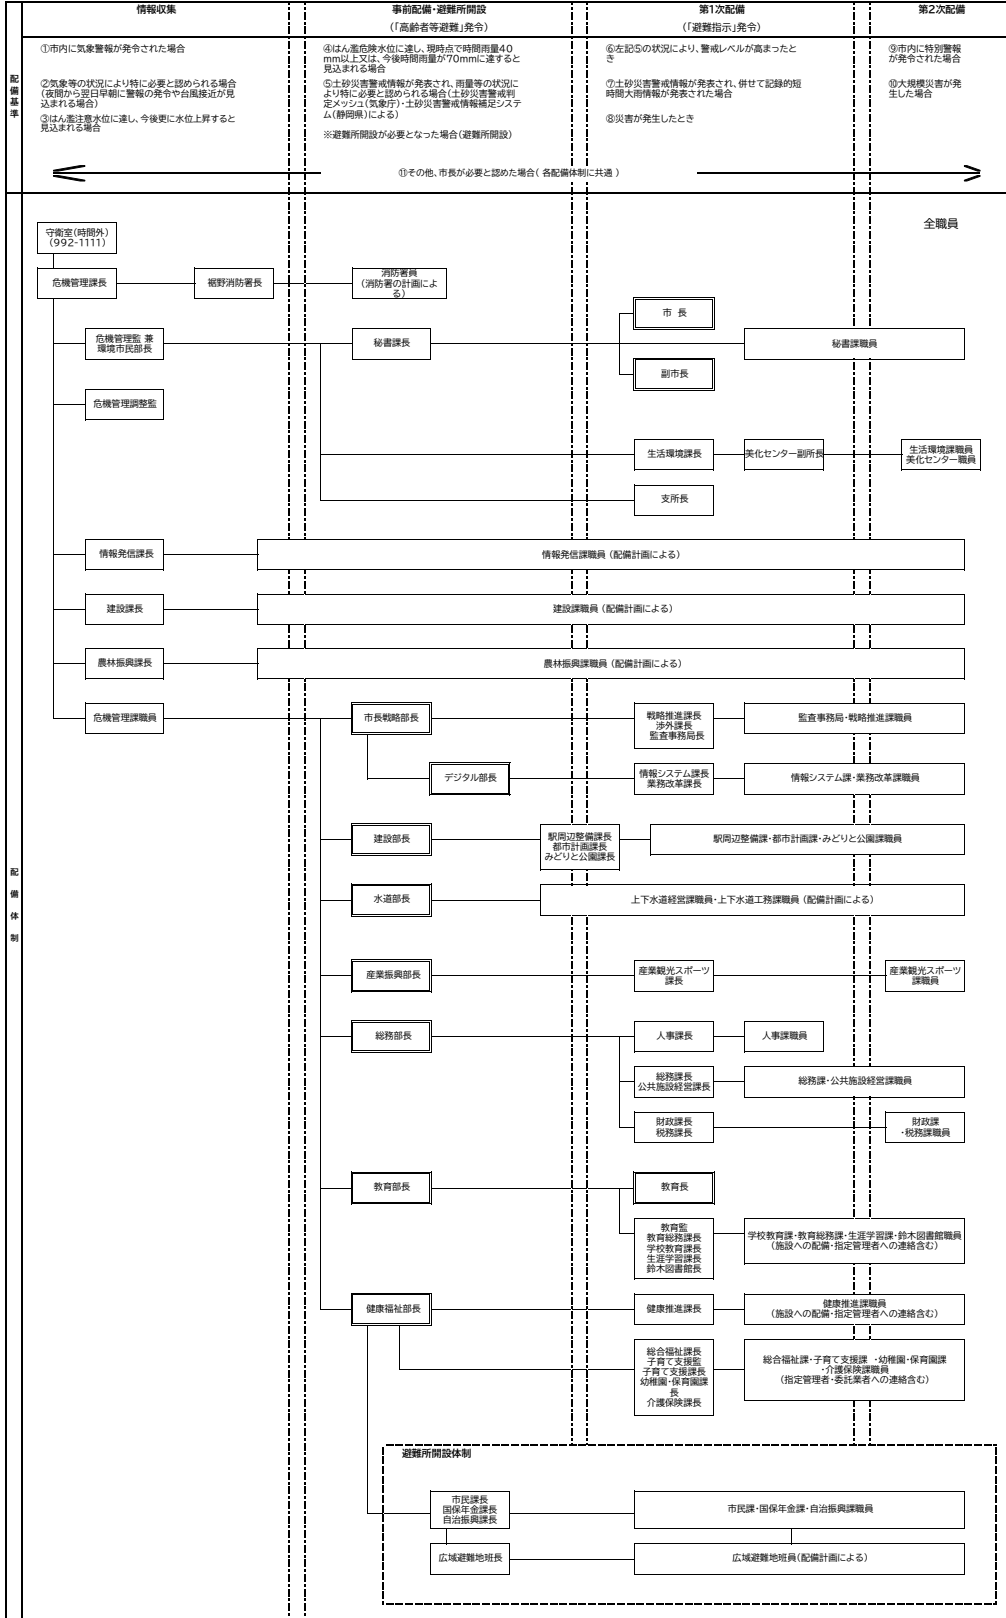 情報収集
事前配備・避難所開設
(「高齢者等避難」発令)
第1次配備
(「避難指示」発令)
第2次配備
配備基準
①市内に気象警報が発令された場合
②気象等の状況により特に必要と認められる場合
(夜間から翌日早朝に警報の発令や台風接近が見
込まれる場合)
③はん濫注意水位に達し、今後更に水位上昇すると
見込まれる場合
④はん濫危険水位に達し、現時点で時間雨量40
mm以上又は、今後時間雨量が70mmに達すると
見込まれる場合
⑤土砂災害警戒情報が発表され、雨量等の状況に
より特に必要と認められる場合(土砂災害警戒判
定メッシュ(気象庁)・土砂災害警戒情報補足システ
ム(静岡県)による)
※避難所開設が必要となった場合(避難所開設)
⑥左記⑤の状況により、警戒レベルが高まったと
き
⑦土砂災害警戒情報が発表され、併せて記録的短
時間大雨情報が発表された場合
⑧災害が発生したとき
⑨市内に特別警報
が発令された場合
⑩大規模災害が発
生した場合
⑪その他、市長が必要と認めた場合( 各配備体制に共通 )
配備体制
全職員
守衛室(時間外)
(992-1111)
危機管理課長
裾野消防署長
消防署員
(消防署の計画によ
る)
市 長
危機管理監 兼
環境市民部長
秘書課長
秘書課職員
副市長
危機管理調整監
生活環境課長
美化センター副所長
生活環境課職員
美化センター職員
支所長
情報発信課長
情報発信課職員 (配備計画による)
建設課長
建設課職員 (配備計画による)
農林振興課長
農林振興課職員 (配備計画による)
危機管理課職員
市長戦略部長
戦略推進課長
渉外課長
監査事務局長
監査事務局・戦略推進課職員
デジタル部長
情報システム課長
業務改革課長
情報システム課・業務改革課職員
建設部長
駅周辺整備課長
都市計画課長
みどりと公園課長
駅周辺整備課・都市計画課・みどりと公園課職員
水道部長
上下水道経営課職員・上下水道工務課職員 (配備計画による)
産業振興部長
産業観光スポーツ
課長
産業観光スポーツ
課職員
総務部長
人事課長
人事課職員
総務課長
公共施設経営課長
総務課・公共施設経営課職員
財政課長
税務課長
財政課
・税務課職員
教育部長
教育長
教育監
教育総務課長
学校教育課長
生涯学習課長
鈴木図書館長
学校教育課・教育総務課・生涯学習課・鈴木図書館職員
(施設への配備・指定管理者への連絡含む)
健康福祉部長
健康推進課長
健康推進課職員
(施設への配備・指定管理者への連絡含む)
総合福祉課長
子育て支援監
子育て支援課長
幼稚園・保育園課
長
介護保険課長
総合福祉課・子育て支援課 ・幼稚園・保育園課
・介護保険課職員
(指定管理者・委託業者への連絡含む)
避難所開設体制
市民課長
国保年金課長
自治振興課長
市民課・国保年金課・自治振興課職員
広域避難地班長
広域避難地班員(配備計画による)